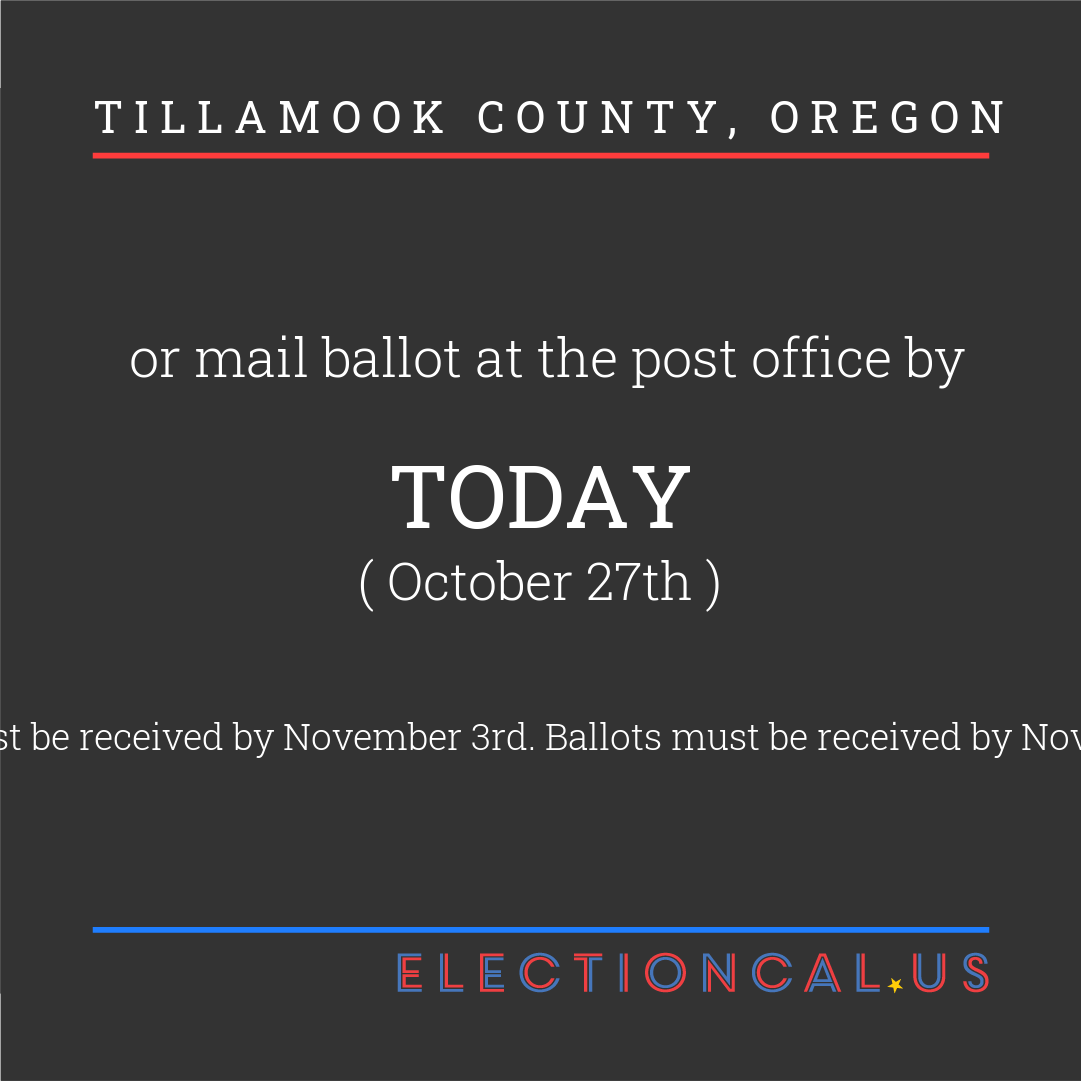 TILLAMOOK COUNTY, OREGON
or mail ballot at the post office by
TODAY
( October 27th )
st be received by November 3rd. Ballots must be received by Nov
ELECTIONCAL.US